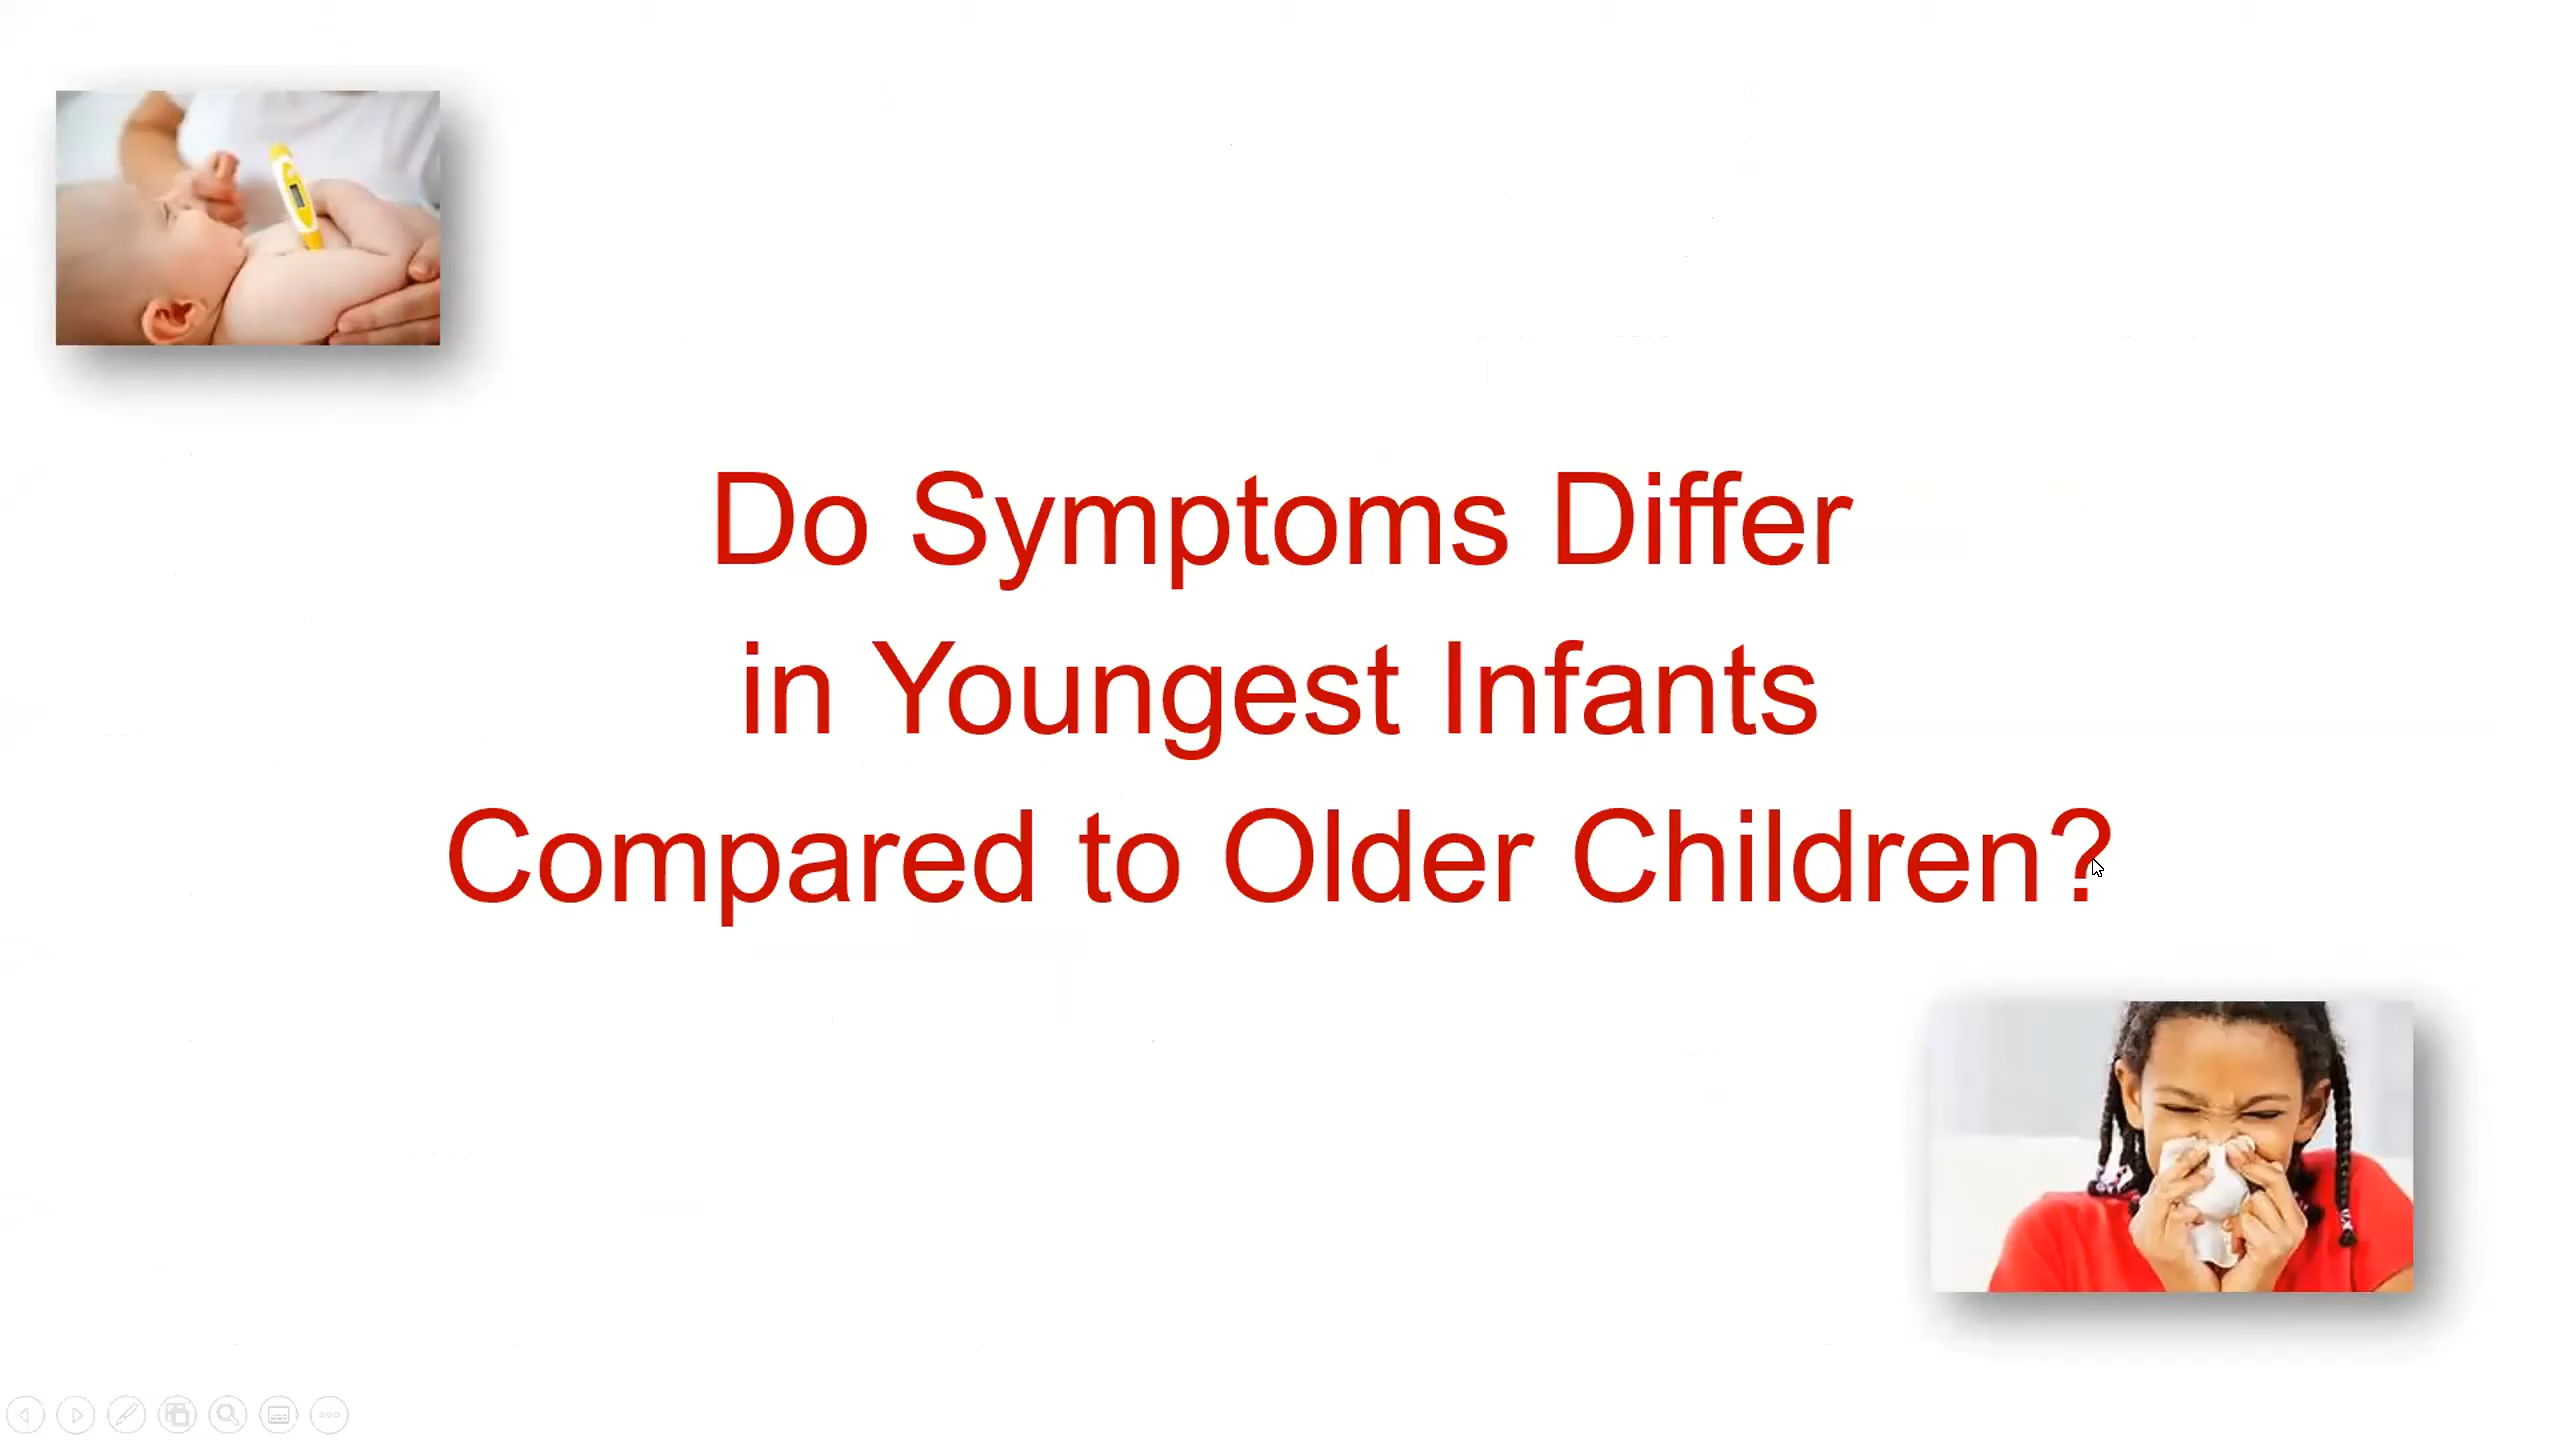 Do Symptoms Differ
in Youngest Infants
Compared to Older Children?